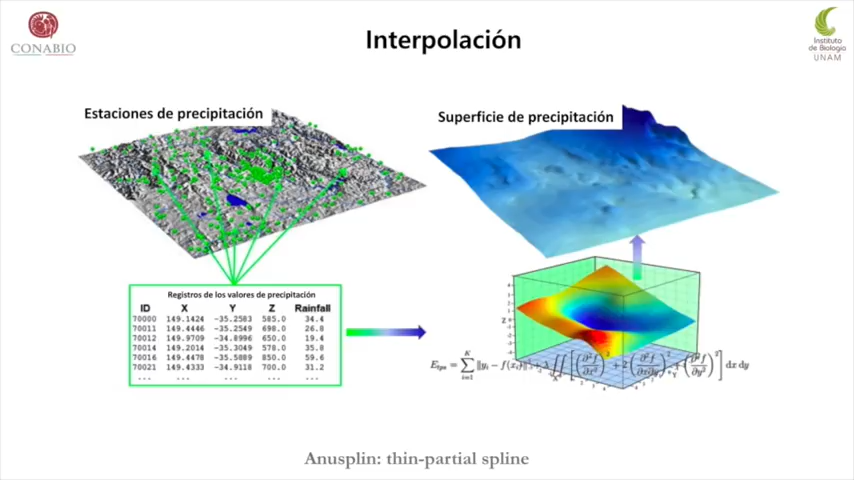 CONABIO
Interpolación
Instituto
de Biología
UNAM
Estaciones de precipitación
Superficie de precipitación
Registros de los valores de precipitación
ID X Y Z Rainfall
70000 149.1424 -35.2583 585.0 34.4
70011 149.4446 -35.2549 698.0 26.8
70012 149.9709 -34.8996 650.0 19.4
70014 149.2014 -35.3049 578.0 35.8
70016 149.4478 -35.5889 850.0 59.6
70021 149.4333 -34.9118 700.0 31.2
... ... ... ... ...
Z
Anusplin: thin-partial spline